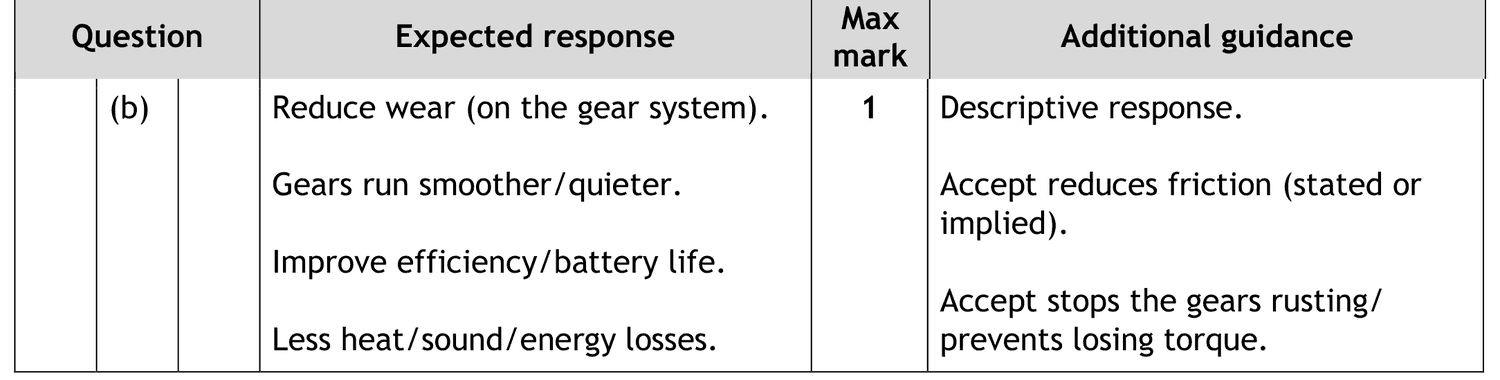 Question
Expected response
Max
mark
Additional guidance
(b)
Reduce wear (on the gear system).
Gears run smoother/quieter.
Improve efficiency/battery life.
Less heat/sound/energy losses.
1
Descriptive response.
Accept reduces friction (stated or
implied).
Accept stops the gears rusting/
prevents losing torque.